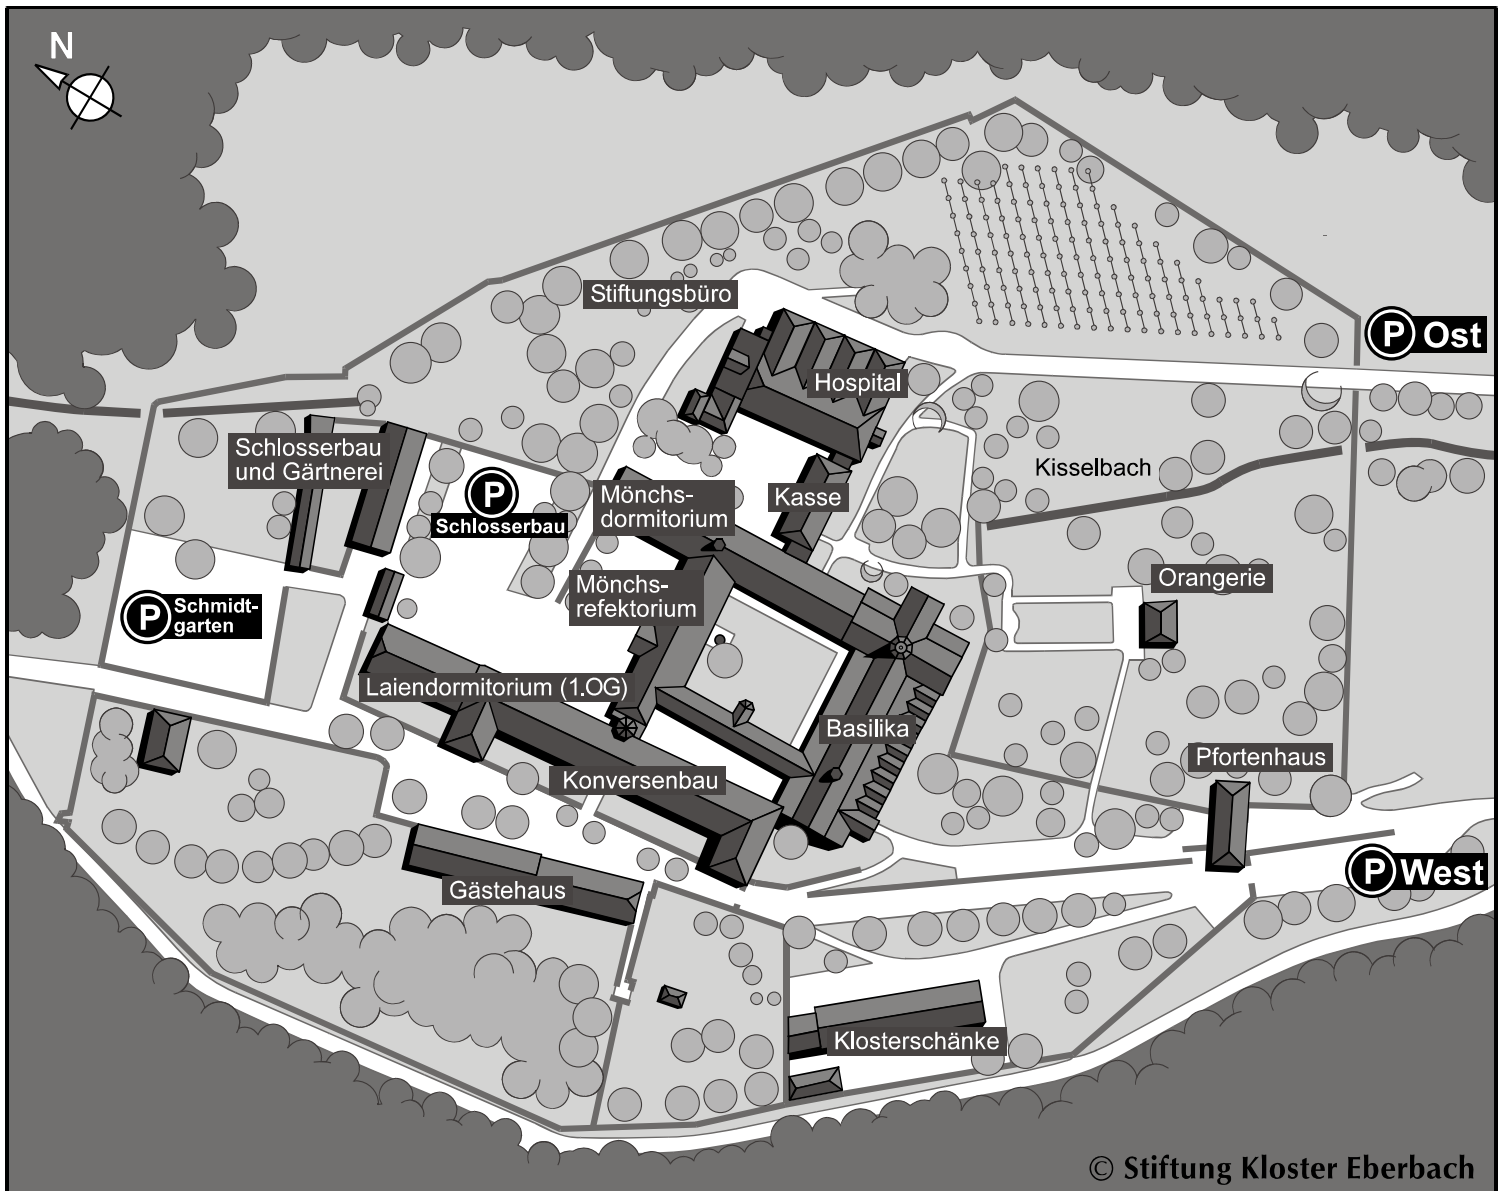 N
Stiftungsbüro
P Ost
Hospital
Schlosserbau
und Gärtnerei
Kisselbach
P
Schlosserbau
Mönchs-
dormitorium
Kasse
Orangerie
Mönchs-
refektorium
P Schmidt-
garten
Laiendormitorium (1.OG)
Basilika
Pfortenhaus
Konversenbau
P West
Gästehaus
Klosterschänke
© Stiftung Kloster Eberbach